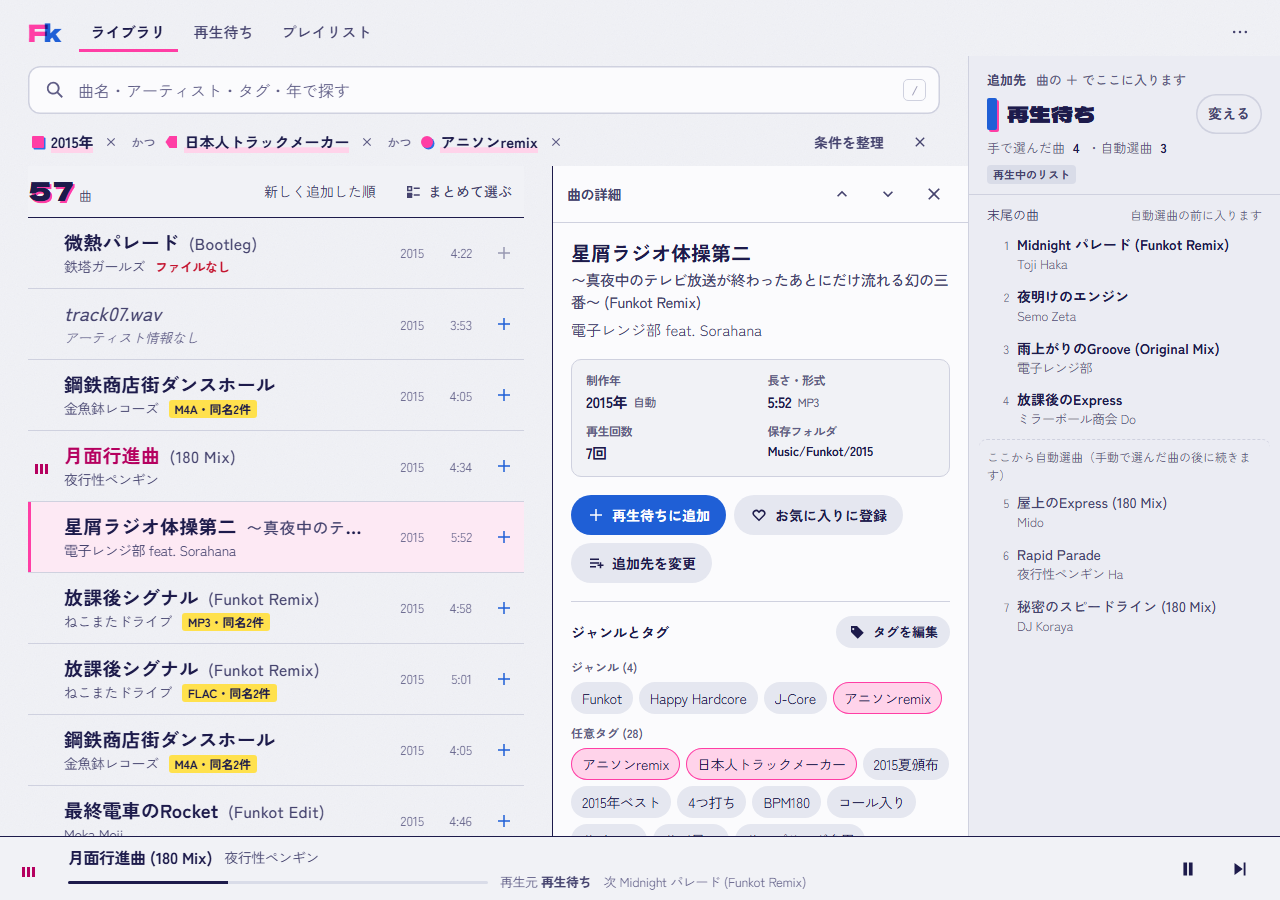 Fk ライブラリ 再生待ち プレイリスト …
曲名・アーティスト・タグ・年で探す /
2015年 × かつ 日本人トラックメーカー × かつ アニソンremix × 条件を整理 ×
57 曲 新しく追加した順 まとめて選ぶ
微熱パレード (Bootleg) 2015 4:22 +
鉄塔ガールズ ファイルなし
track07.wav 2015 3:53 +
アーティスト情報なし
鋼鉄商店街ダンスホール 2015 4:05 +
金魚鉢レコーズ M4A・同名2件
月面行進曲 (180 Mix) 2015 4:34 +
夜行性ペンギン
星屑ラジオ体操第二 〜真夜中のテ… 2015 5:52 +
電子レンジ部 feat. Sorahana
放課後シグナル (Funkot Remix) 2015 4:58 +
ねこまたドライブ MP3・同名2件
放課後シグナル (Funkot Remix) 2015 5:01 +
ねこまたドライブ FLAC・同名2件
鋼鉄商店街ダンスホール 2015 4:05 +
金魚鉢レコーズ M4A・同名2件
最終電車のRocket (Funkot Edit) 2015 4:46 +
曲の詳細
星屑ラジオ体操第二
〜真夜中のテレビ放送が終わったあとにだけ流れる幻の三
番〜 (Funkot Remix)
電子レンジ部 feat. Sorahana
制作年 長さ・形式
2015年 自動 5:52 MP3
再生回数 保存フォルダ
7回 Music/Funkot/2015
+ 再生待ちに追加 お気に入りに登録
追加先を変更
ジャンルとタグ タグを編集
ジャンル (4)
Funkot Happy Hardcore J-Core アニソンremix
任意タグ (28)
アニソンremix 日本人トラックメーカー 2015夏頒布
2015年ベスト 4つ打ち BPM180 コール入り
追加先 曲の + でここに入ります
再生待ち 変える
手で選んだ曲 4 ・自動選曲 3
再生中のリスト
末尾の曲 自動選曲の前に入ります
1 Midnight パレード (Funkot Remix)
Toji Haka
2 夜明けのエンジン
Semo Zeta
3 雨上がりのGroove (Original Mix)
電子レンジ部
4 放課後のExpress
ミラーボール商会 Do
ここから自動選曲（手動で選んだ曲の後に続きま
す）
5 屋上のExpress (180 Mix)
Mido
6 Rapid Parade
夜行性ペンギン Ha
7 秘密のスピードライン (180 Mix)
DJ Koraya
月面行進曲 (180 Mix) 夜行性ペンギン
再生元 再生待ち 次 Midnight パレード (Funkot Remix)